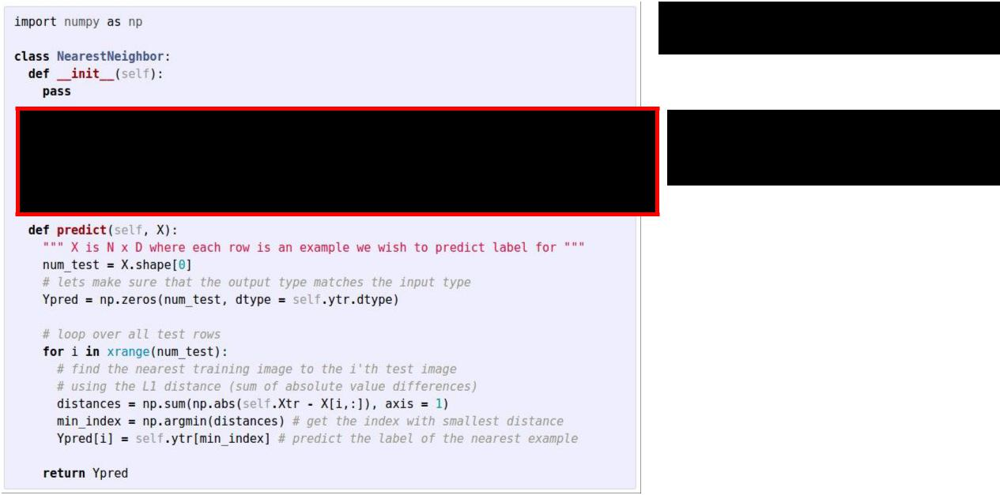 import numpy as np
class NearestNeighbor:
def __init__(self):
pass
def predict(self, X):
""" X is N x D where each row is an example we wish to predict label for """
num_test = X.shape[0]
# lets make sure that the output type matches the input type
Ypred = np.zeros(num_test, dtype = self.ytr.dtype)
# loop over all test rows
for i in xrange(num_test):
# find the nearest training image to the i'th test image
# using the L1 distance (sum of absolute value differences)
distances = np.sum(np.abs(self.Xtr - X[i,:]), axis = 1)
min_index = np.argmin(distances) # get the index with smallest distance
Ypred[i] = self.ytr[min_index] # predict the label of the nearest example
return Ypred